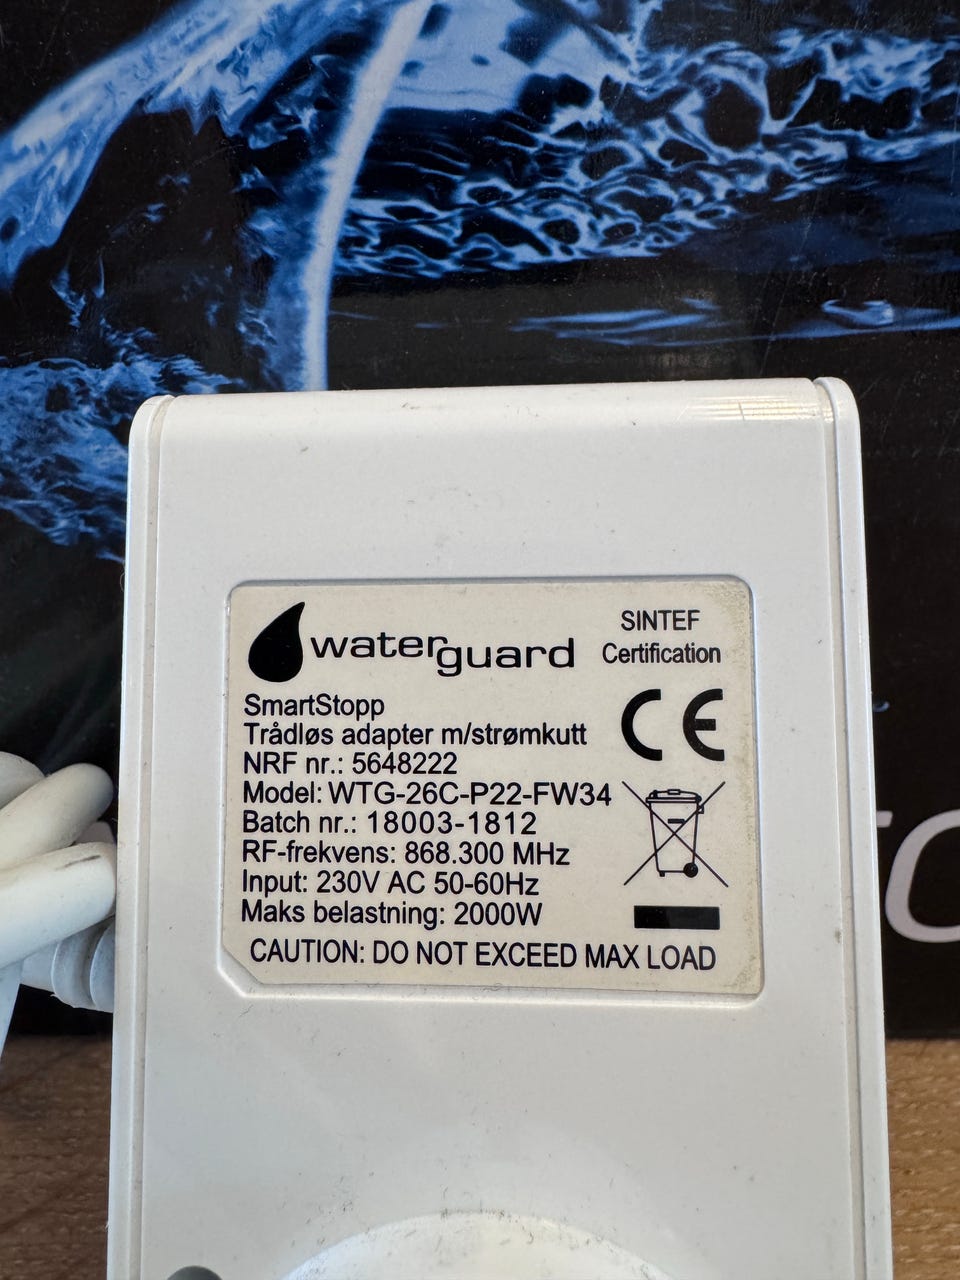 waterguard
SINTEF
Certification
SmartStopp
Trådløs adapter m/strømkutt
NRF nr.: 5648222
Model: WTG-26C-P22-FW34
Batch nr.: 18003-1812
RF-frekvens: 868.300 MHz
Input: 230V AC 50-60Hz
Maks belastning: 2000W
CAUTION: DO NOT EXCEED MAX LOAD